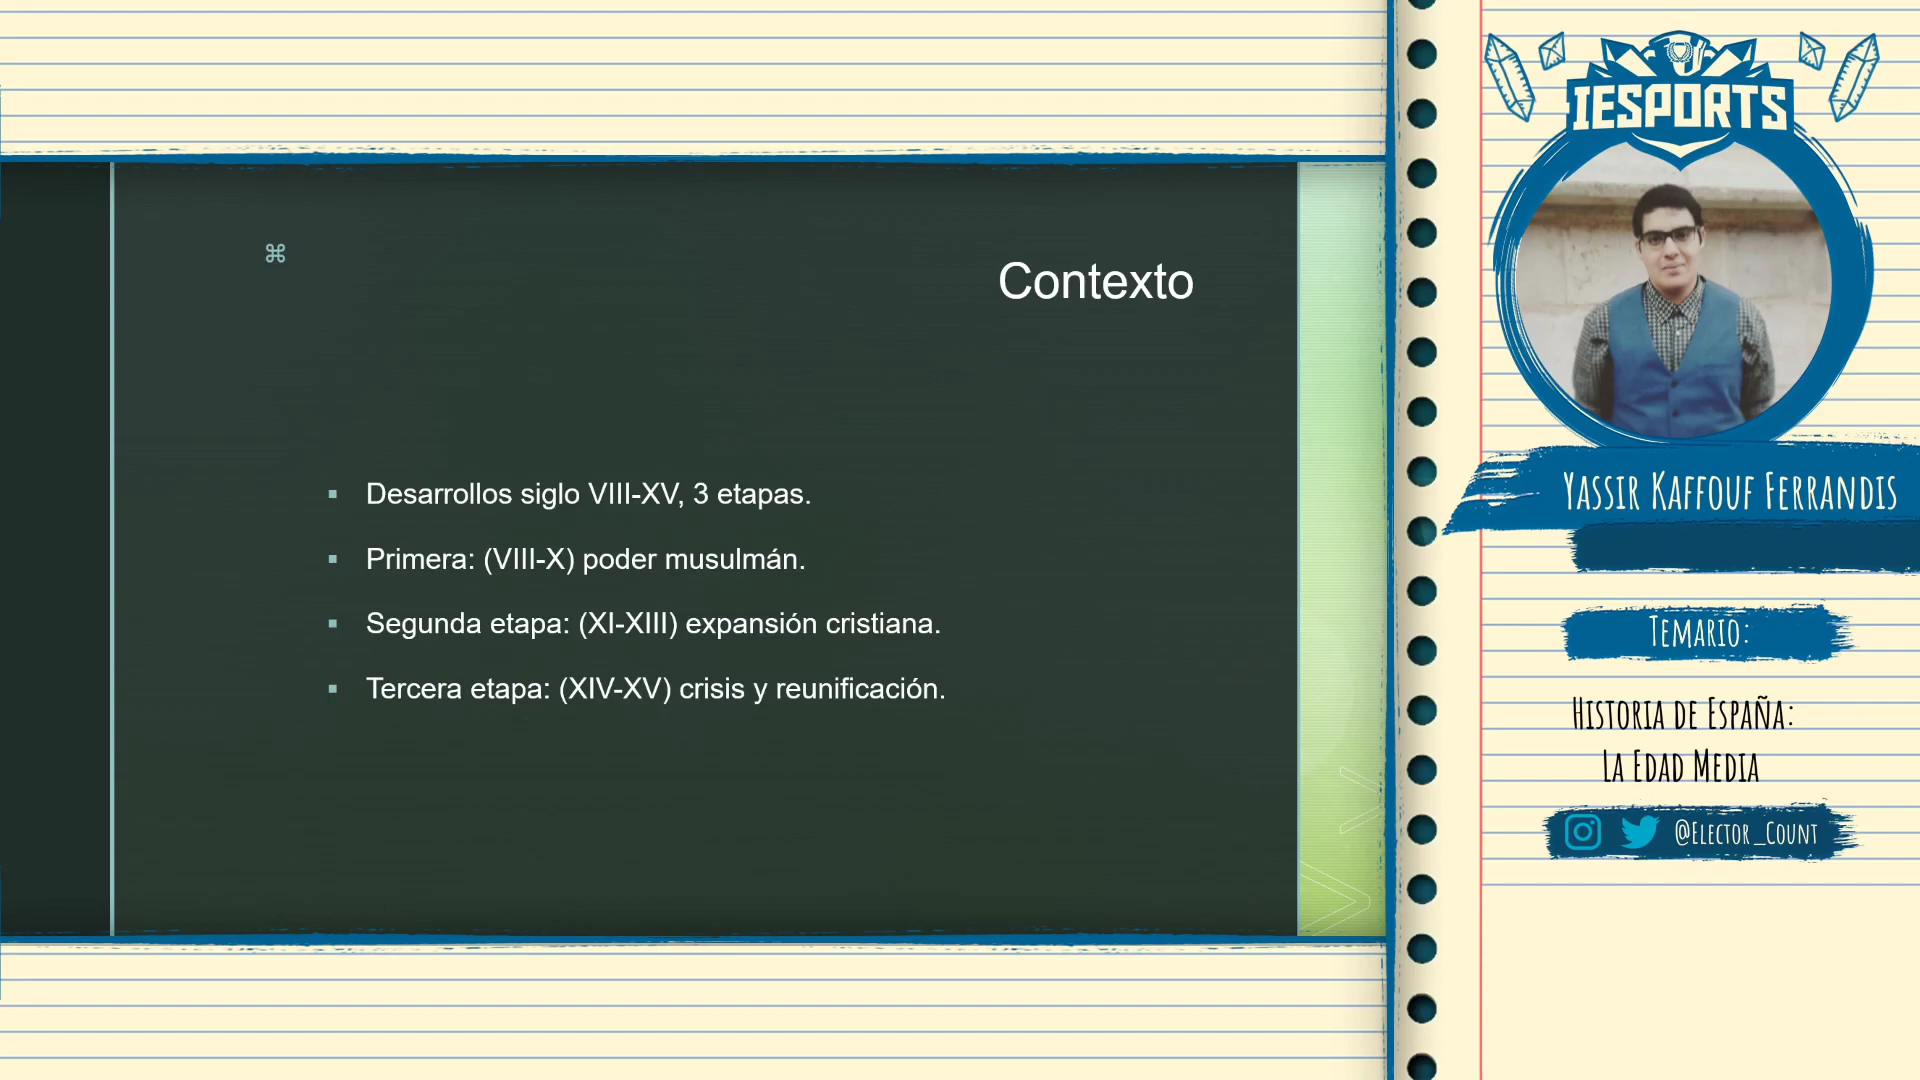 ⌘
Contexto
▪ Desarrollos siglo VIII-XV, 3 etapas.
▪ Primera: (VIII-X) poder musulmán.
▪ Segunda etapa: (XI-XIII) expansión cristiana.
▪ Tercera etapa: (XIV-XV) crisis y reunificación.
IESPORTS
YASSIR KAFFOUF FERRANDIS
TEMARIO:
HISTORIA DE ESPAÑA:
LA EDAD MEDIA
@ELECTOR_COUNT